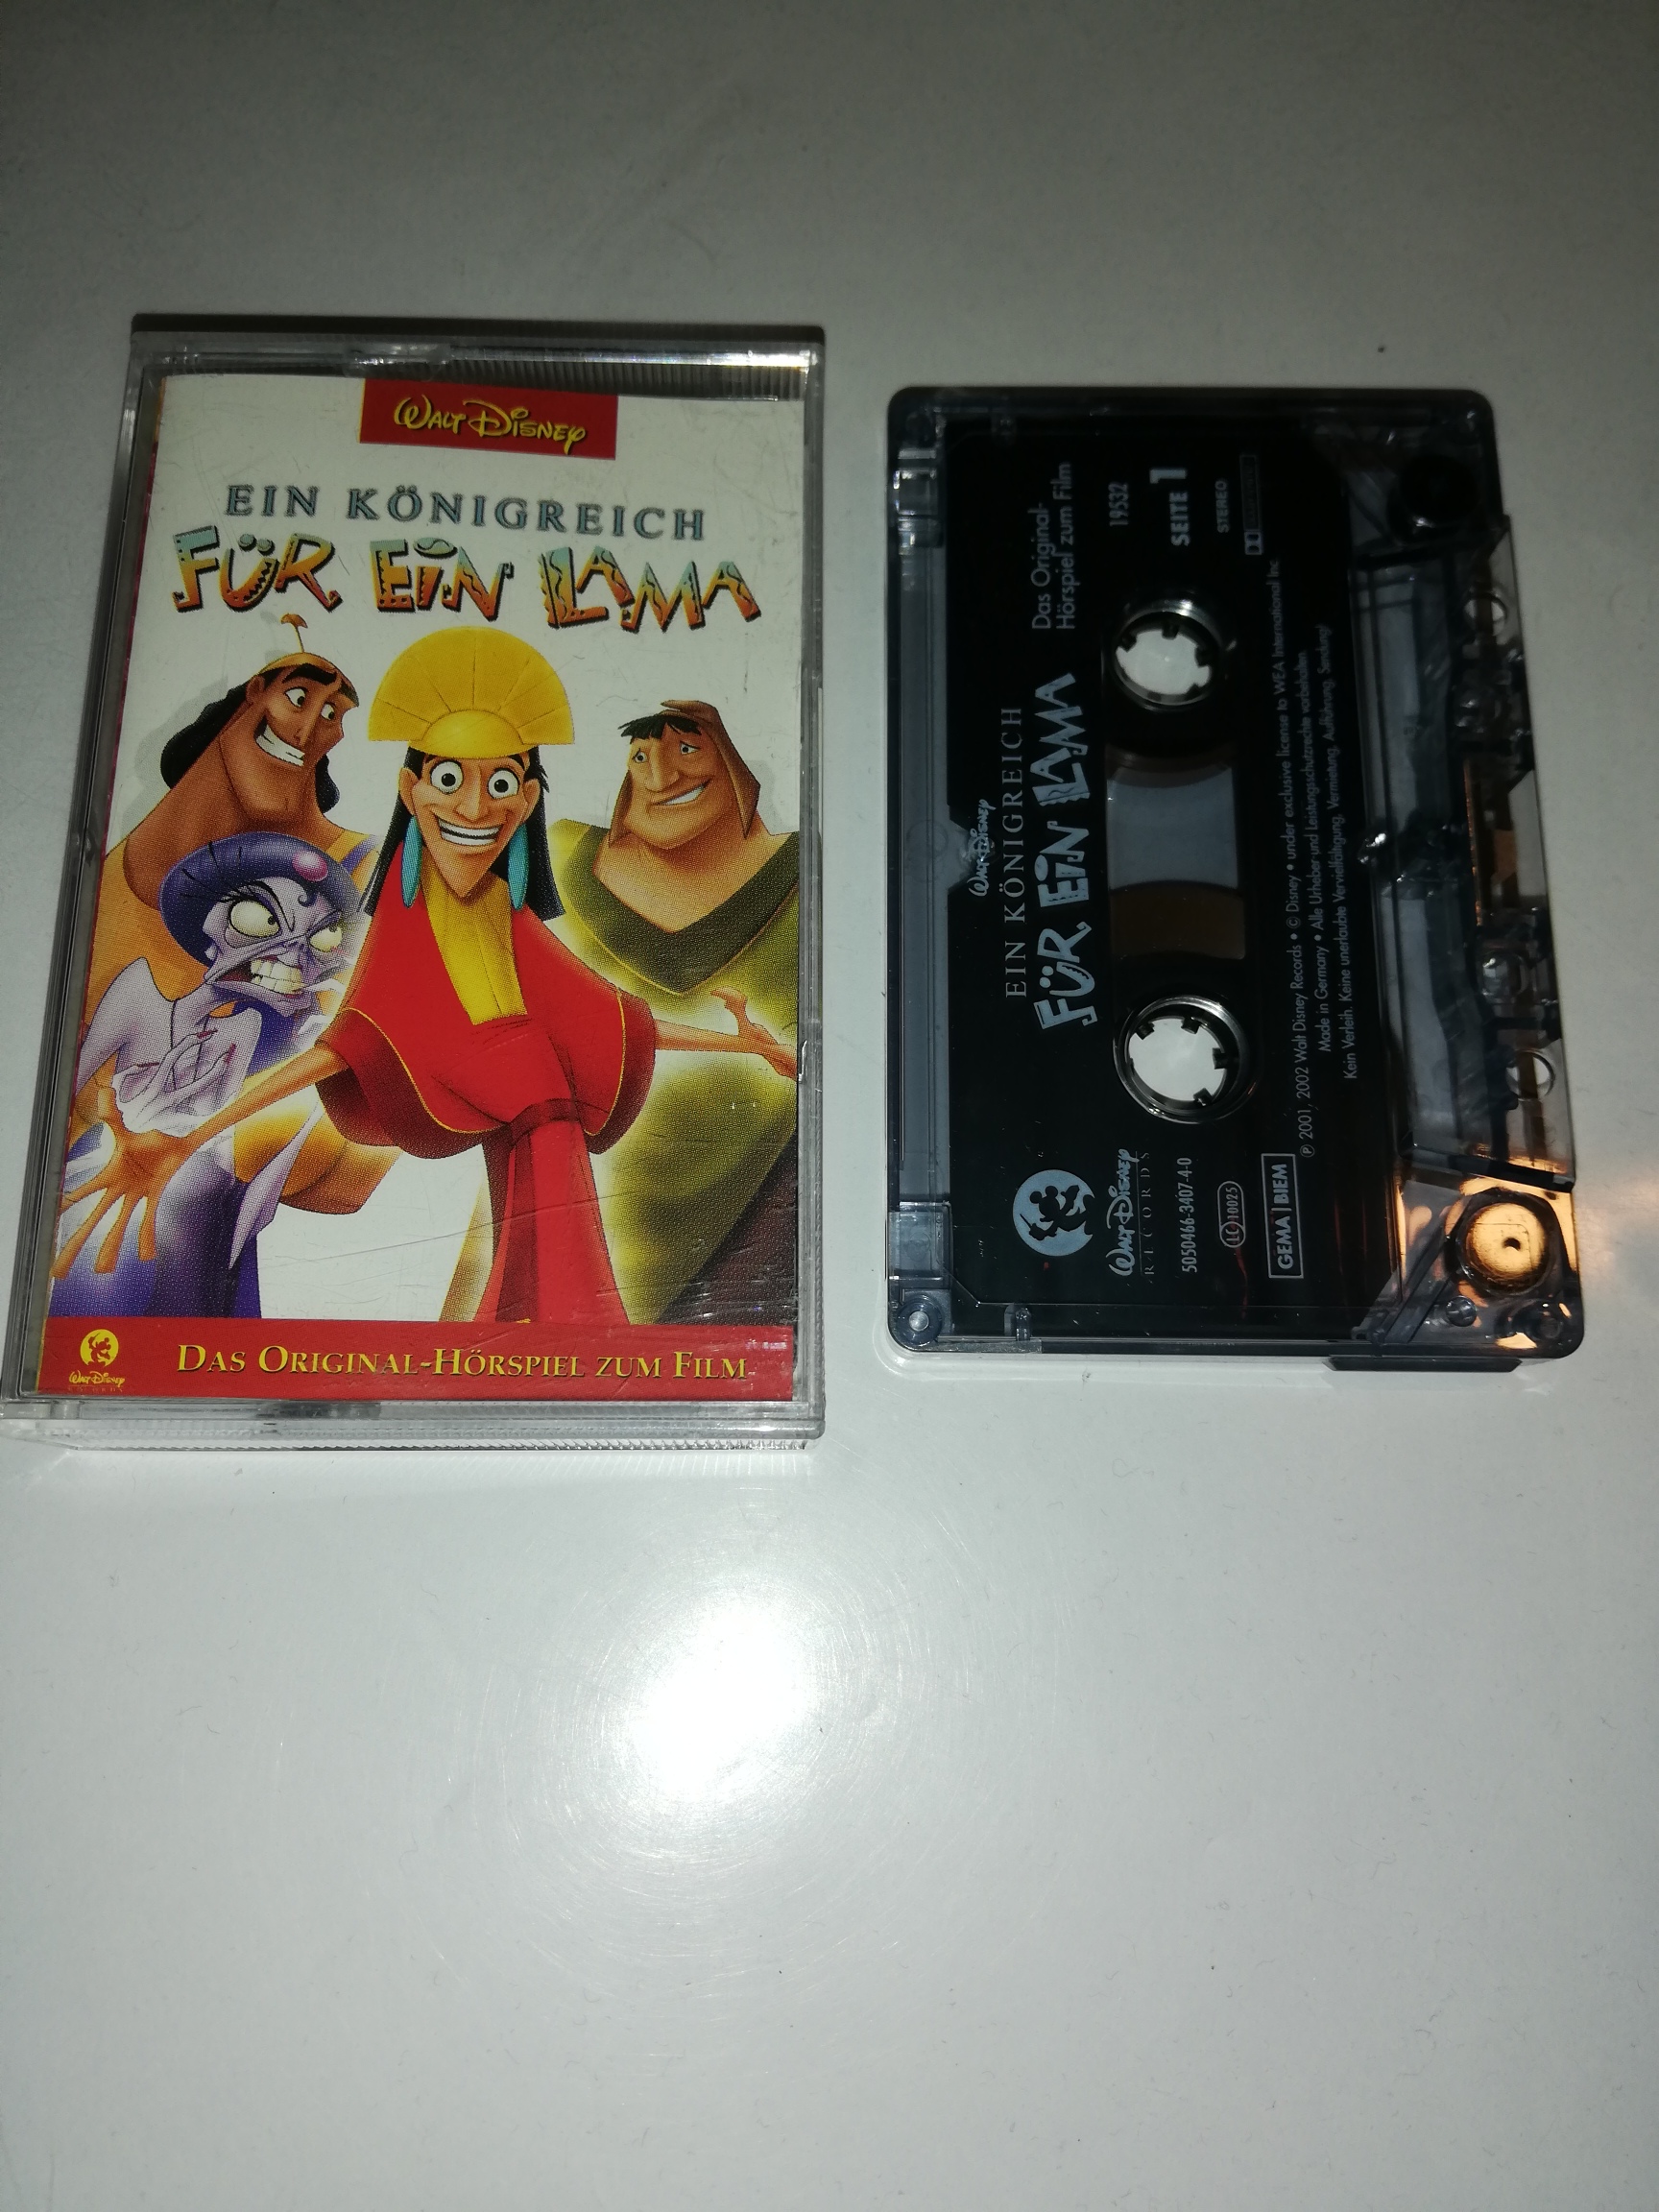 WALT DISNEY
EIN KÖNIGREICH
FÜR EIN LAMA
WALT DISNEY
RECORDS
DAS ORIGINAL-HÖRSPIEL ZUM FILM
WALT DISNEY
EIN KÖNIGREICH
FÜR EIN LAMA
Das Original-
Hörspiel zum Film
19532
SEITE 1
STEREO
WALT DISNEY
RECORDS
5050466-3407-4-0
LC 10025
GEMA|BIEM
℗ 2001, 2002 Walt Disney Records • © Disney • under exclusive license to WEA International Inc
Made in Germany • Alle Urheber-und Leistungsschutzrechte vorbehalten
Kein Verleih. Keine unerlaubte Vervielfältigung, Vermietung, Aufführung, Sendung!